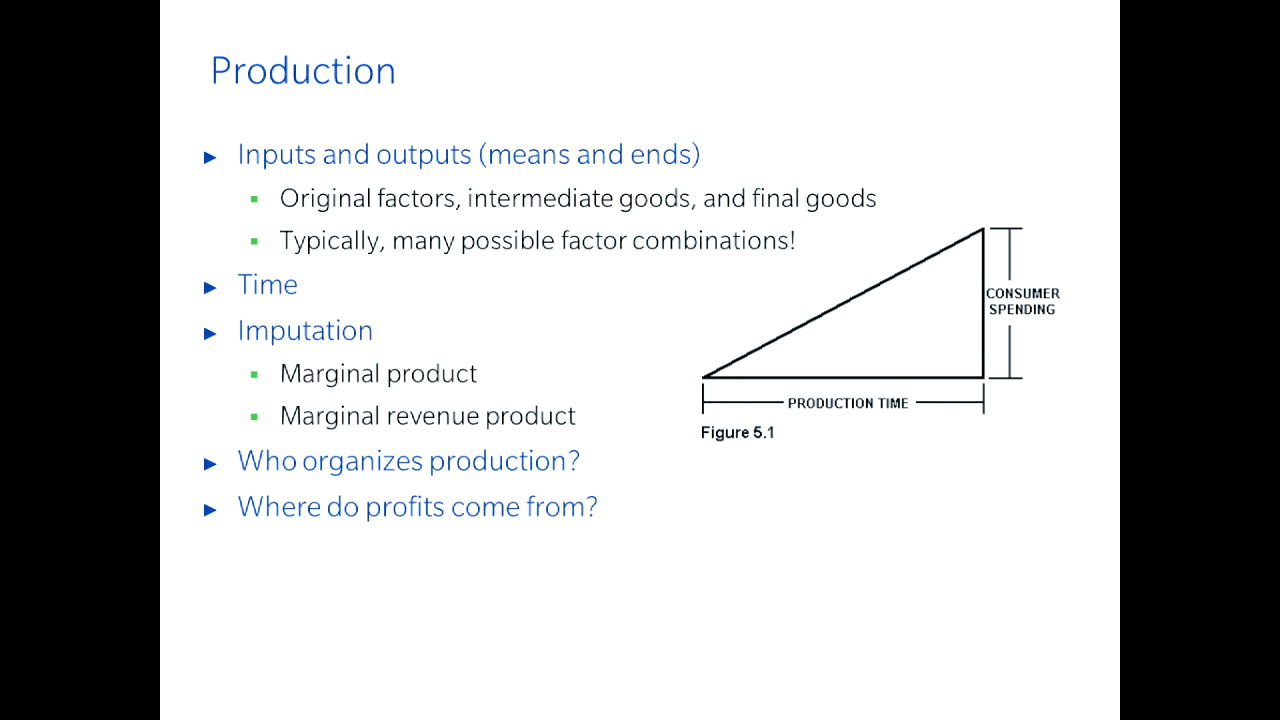 Production
► Inputs and outputs (means and ends)
▪ Original factors, intermediate goods, and final goods
▪ Typically, many possible factor combinations!
► Time
► Imputation
▪ Marginal product
▪ Marginal revenue product
► Who organizes production?
► Where do profits come from?
CONSUMER
SPENDING
PRODUCTION TIME
Figure 5.1